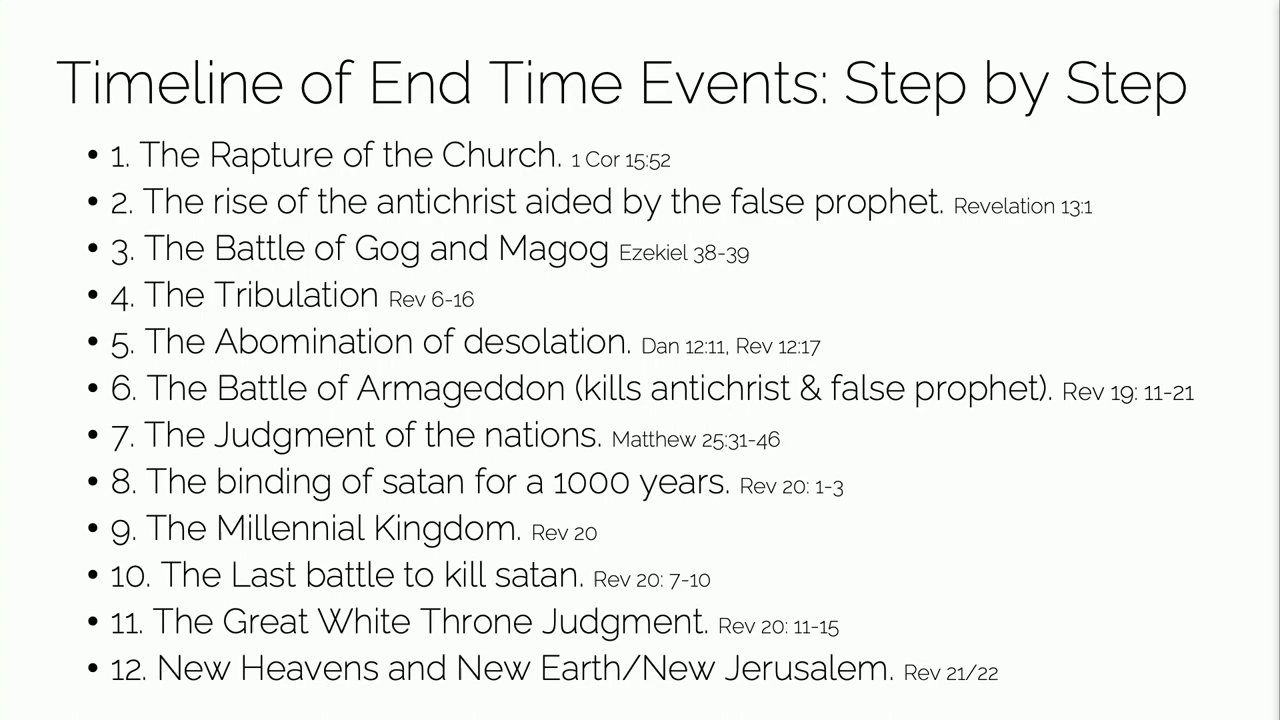 Timeline of End Time Events: Step by Step
• 1. The Rapture of the Church. 1 Cor 15:52
• 2. The rise of the antichrist aided by the false prophet. Revelation 13:1
• 3. The Battle of Gog and Magog Ezekiel 38-39
• 4. The Tribulation Rev 6-16
• 5. The Abomination of desolation. Dan 12:11, Rev 12:17
• 6. The Battle of Armageddon (kills antichrist & false prophet). Rev 19: 11-21
• 7. The Judgment of the nations. Matthew 25:31-46
• 8. The binding of satan for a 1000 years. Rev 20: 1-3
• 9. The Millennial Kingdom. Rev 20
• 10. The Last battle to kill satan. Rev 20: 7-10
• 11. The Great White Throne Judgment. Rev 20: 11-15
• 12. New Heavens and New Earth/New Jerusalem. Rev 21/22